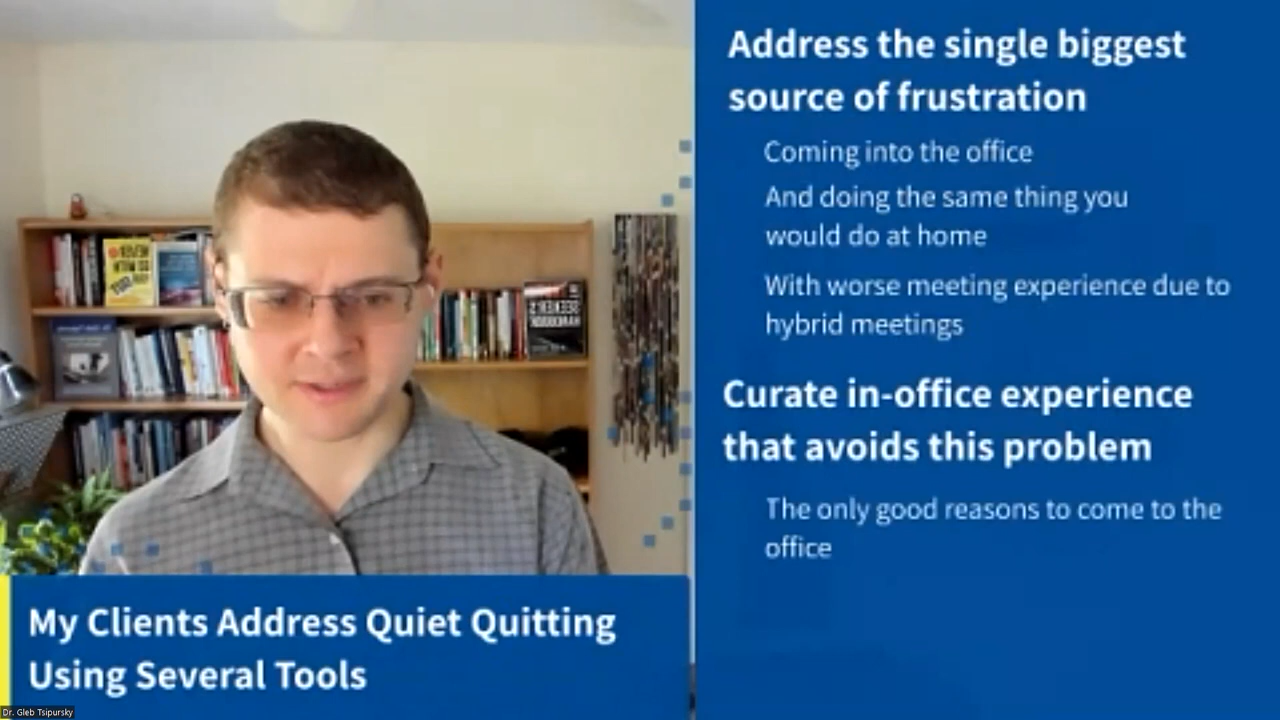 Address the single biggest
source of frustration
Coming into the office
And doing the same thing you
would do at home
With worse meeting experience due to
hybrid meetings
Curate in-office experience
that avoids this problem
The only good reasons to come to the
office
My Clients Address Quiet Quitting
Using Several Tools
Dr. Gleb Tsipursky